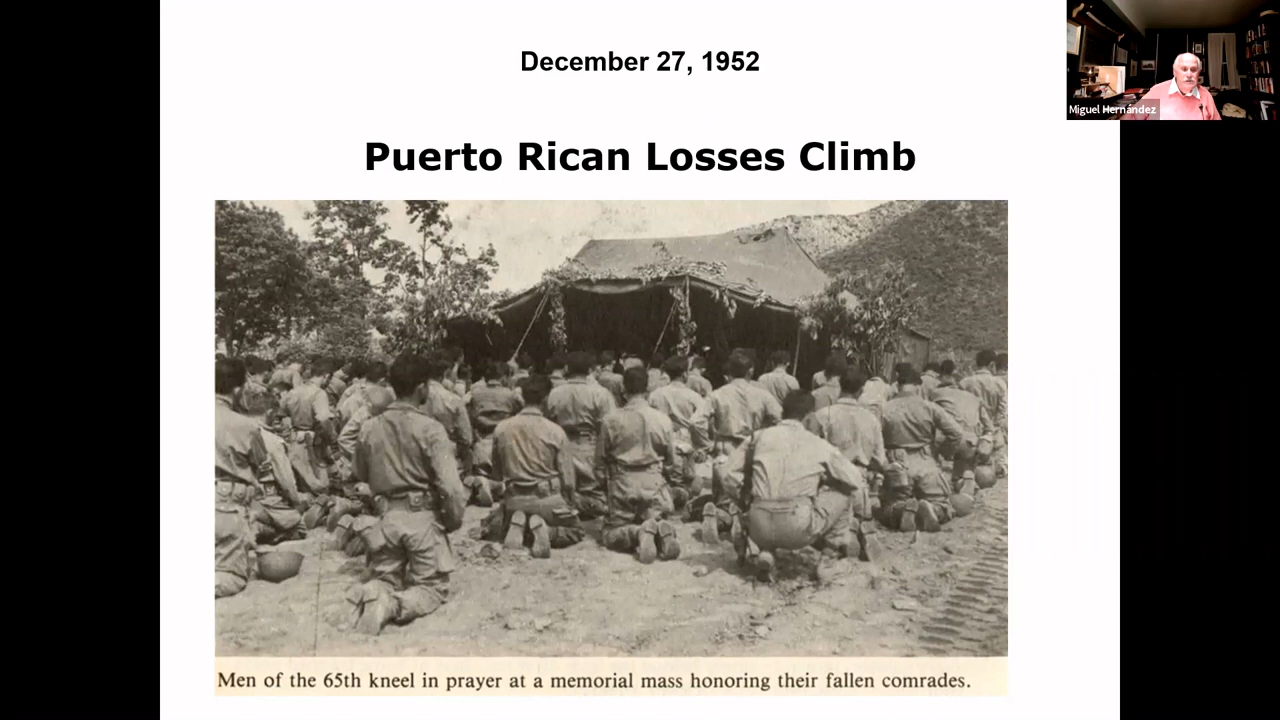 December 27, 1952
Miguel Hernández
Puerto Rican Losses Climb
Men of the 65th kneel in prayer at a memorial mass honoring their fallen comrades.